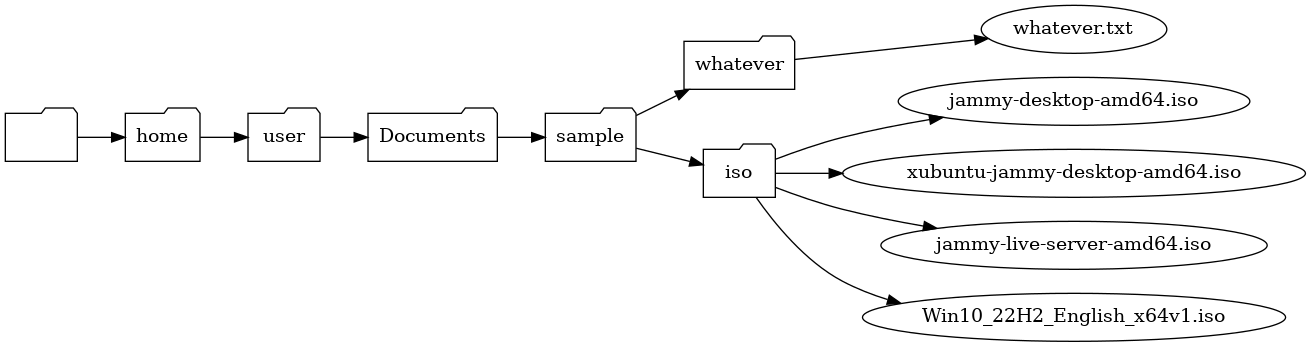 home
user
Documents
sample
whatever
whatever.txt
iso
jammy-desktop-amd64.iso
xubuntu-jammy-desktop-amd64.iso
jammy-live-server-amd64.iso
Win10_22H2_English_x64v1.iso